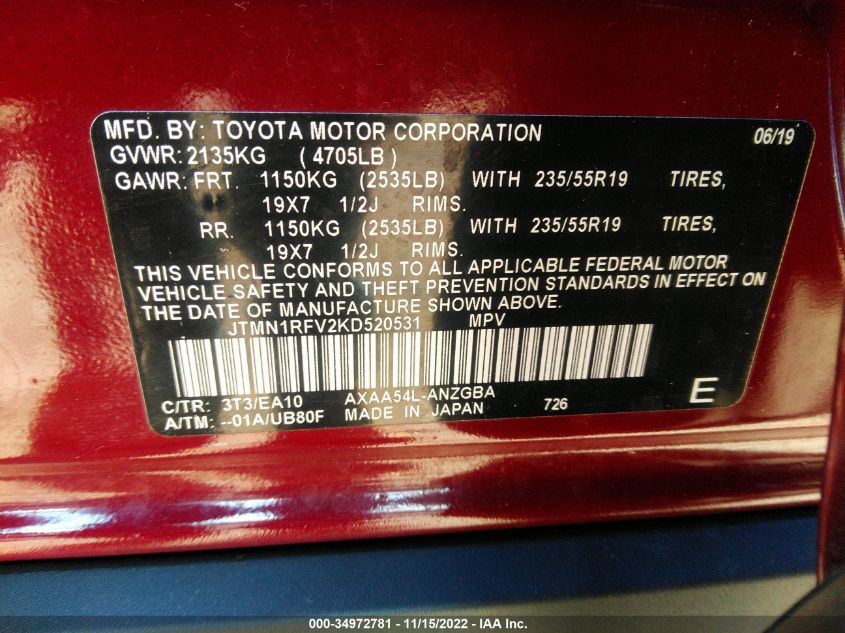 MFD. BY: TOYOTA MOTOR CORPORATION 06/19
GVWR: 2135KG ( 4705LB )
GAWR: FRT. 1150KG (2535LB) WITH 235/55R19 TIRES,
19X7 1/2J RIMS.
RR. 1150KG (2535LB) WITH 235/55R19 TIRES,
19X7 1/2J RIMS.
THIS VEHICLE CONFORMS TO ALL APPLICABLE FEDERAL MOTOR
VEHICLE SAFETY AND THEFT PREVENTION STANDARDS IN EFFECT ON
THE DATE OF MANUFACTURE SHOWN ABOVE.
JTMN1RFV2KD520531 MPV
C/TR: 3T3/EA10 AXAA54L-ANZGBA E
A/TM: --01A/UB80F MADE IN JAPAN 726
000-34972781 - 11/15/2022 - IAA Inc.